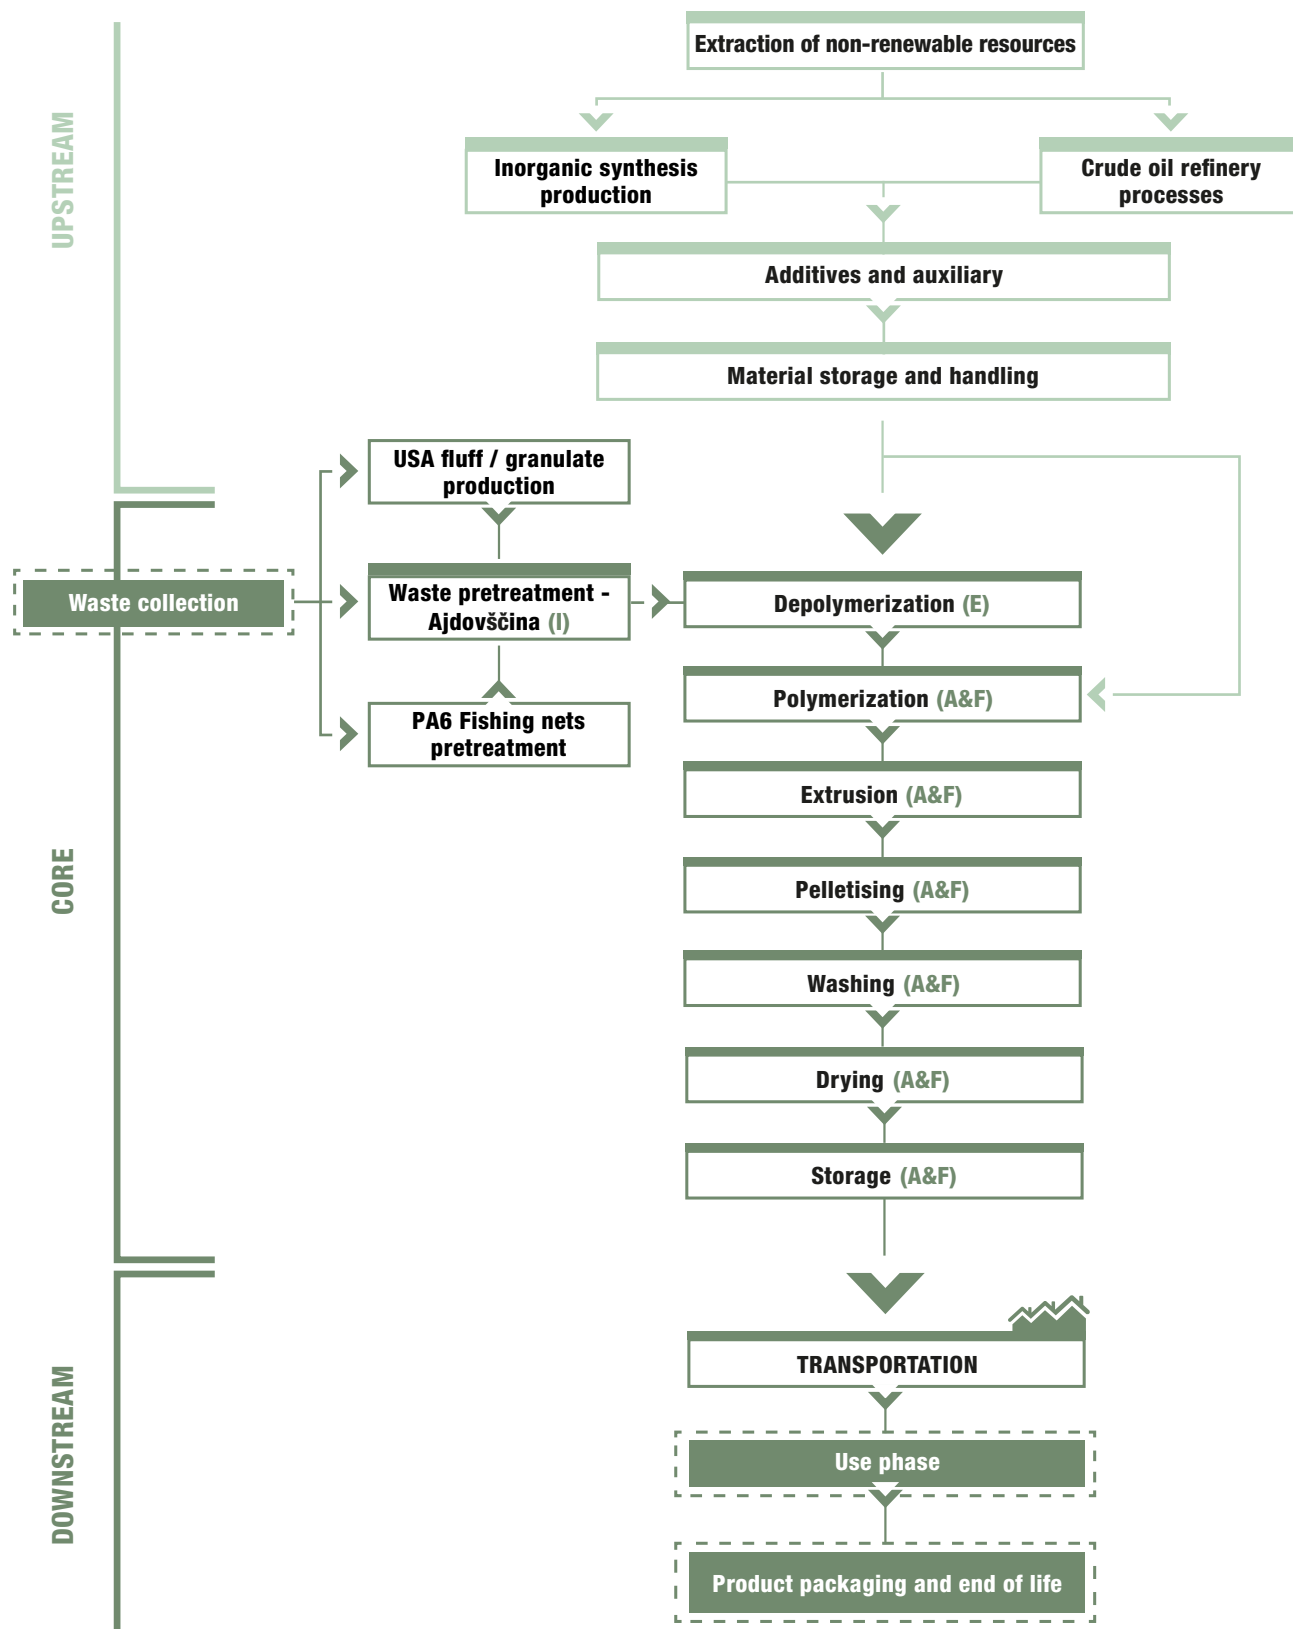 UPSTREAM
Extraction of non-renewable resources
Inorganic synthesis
production
Crude oil refinery
processes
Additives and auxiliary
Material storage and handling
CORE
Waste collection
USA fluff / granulate
production
Waste pretreatment -
Ajdovščina (I)
PA6 Fishing nets
pretreatment
Depolymerization (E)
Polymerization (A&F)
Extrusion (A&F)
Pelletising (A&F)
Washing (A&F)
Drying (A&F)
Storage (A&F)
DOWNSTREAM
TRANSPORTATION
Use phase
Product packaging and end of life